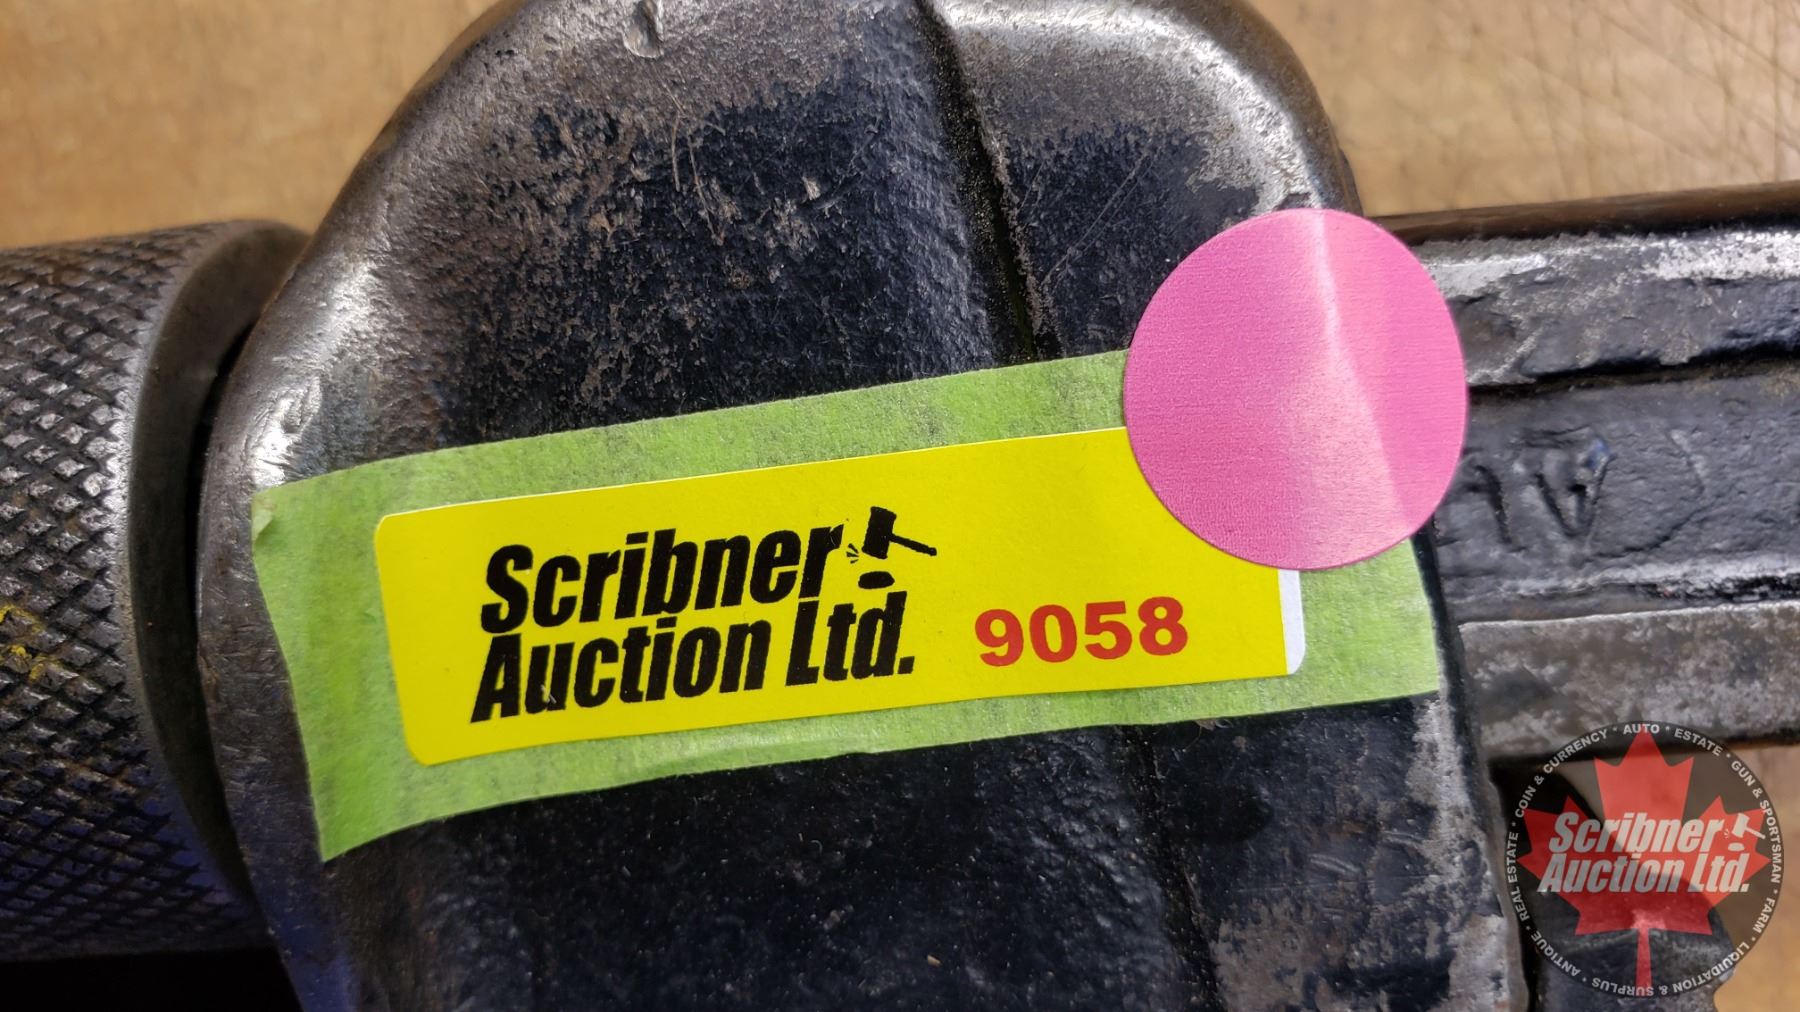 Scribner
Auction Ltd.
9058
COIN & CURRENCY • AUTO • ESTATE • GUN & SPORTSMAN • FARM • LIQUIDATION & SURPLUS • ANTIQUE • REAL ESTATE •
Scribner
Auction Ltd.